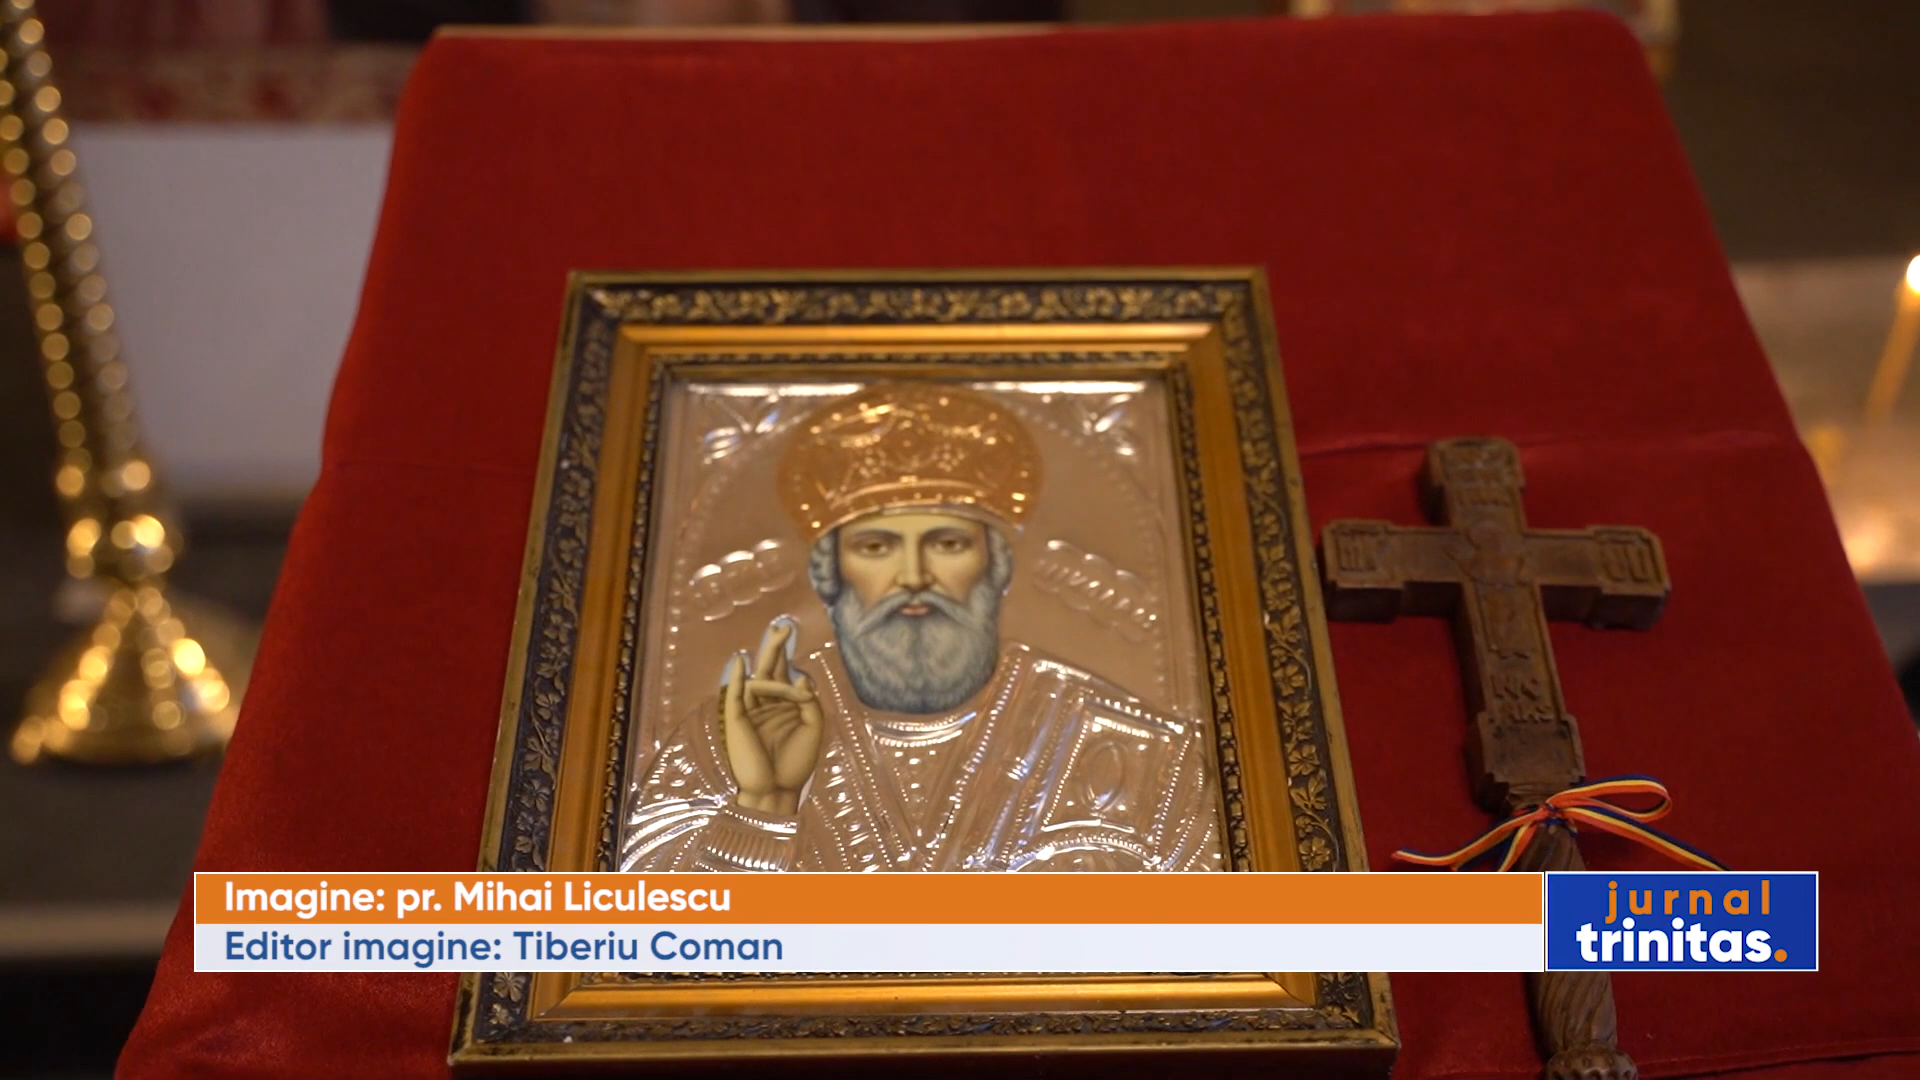 Imagine: pr. Mihai Liculescu
Editor imagine: Tiberiu Coman
jurnal
trinitas.